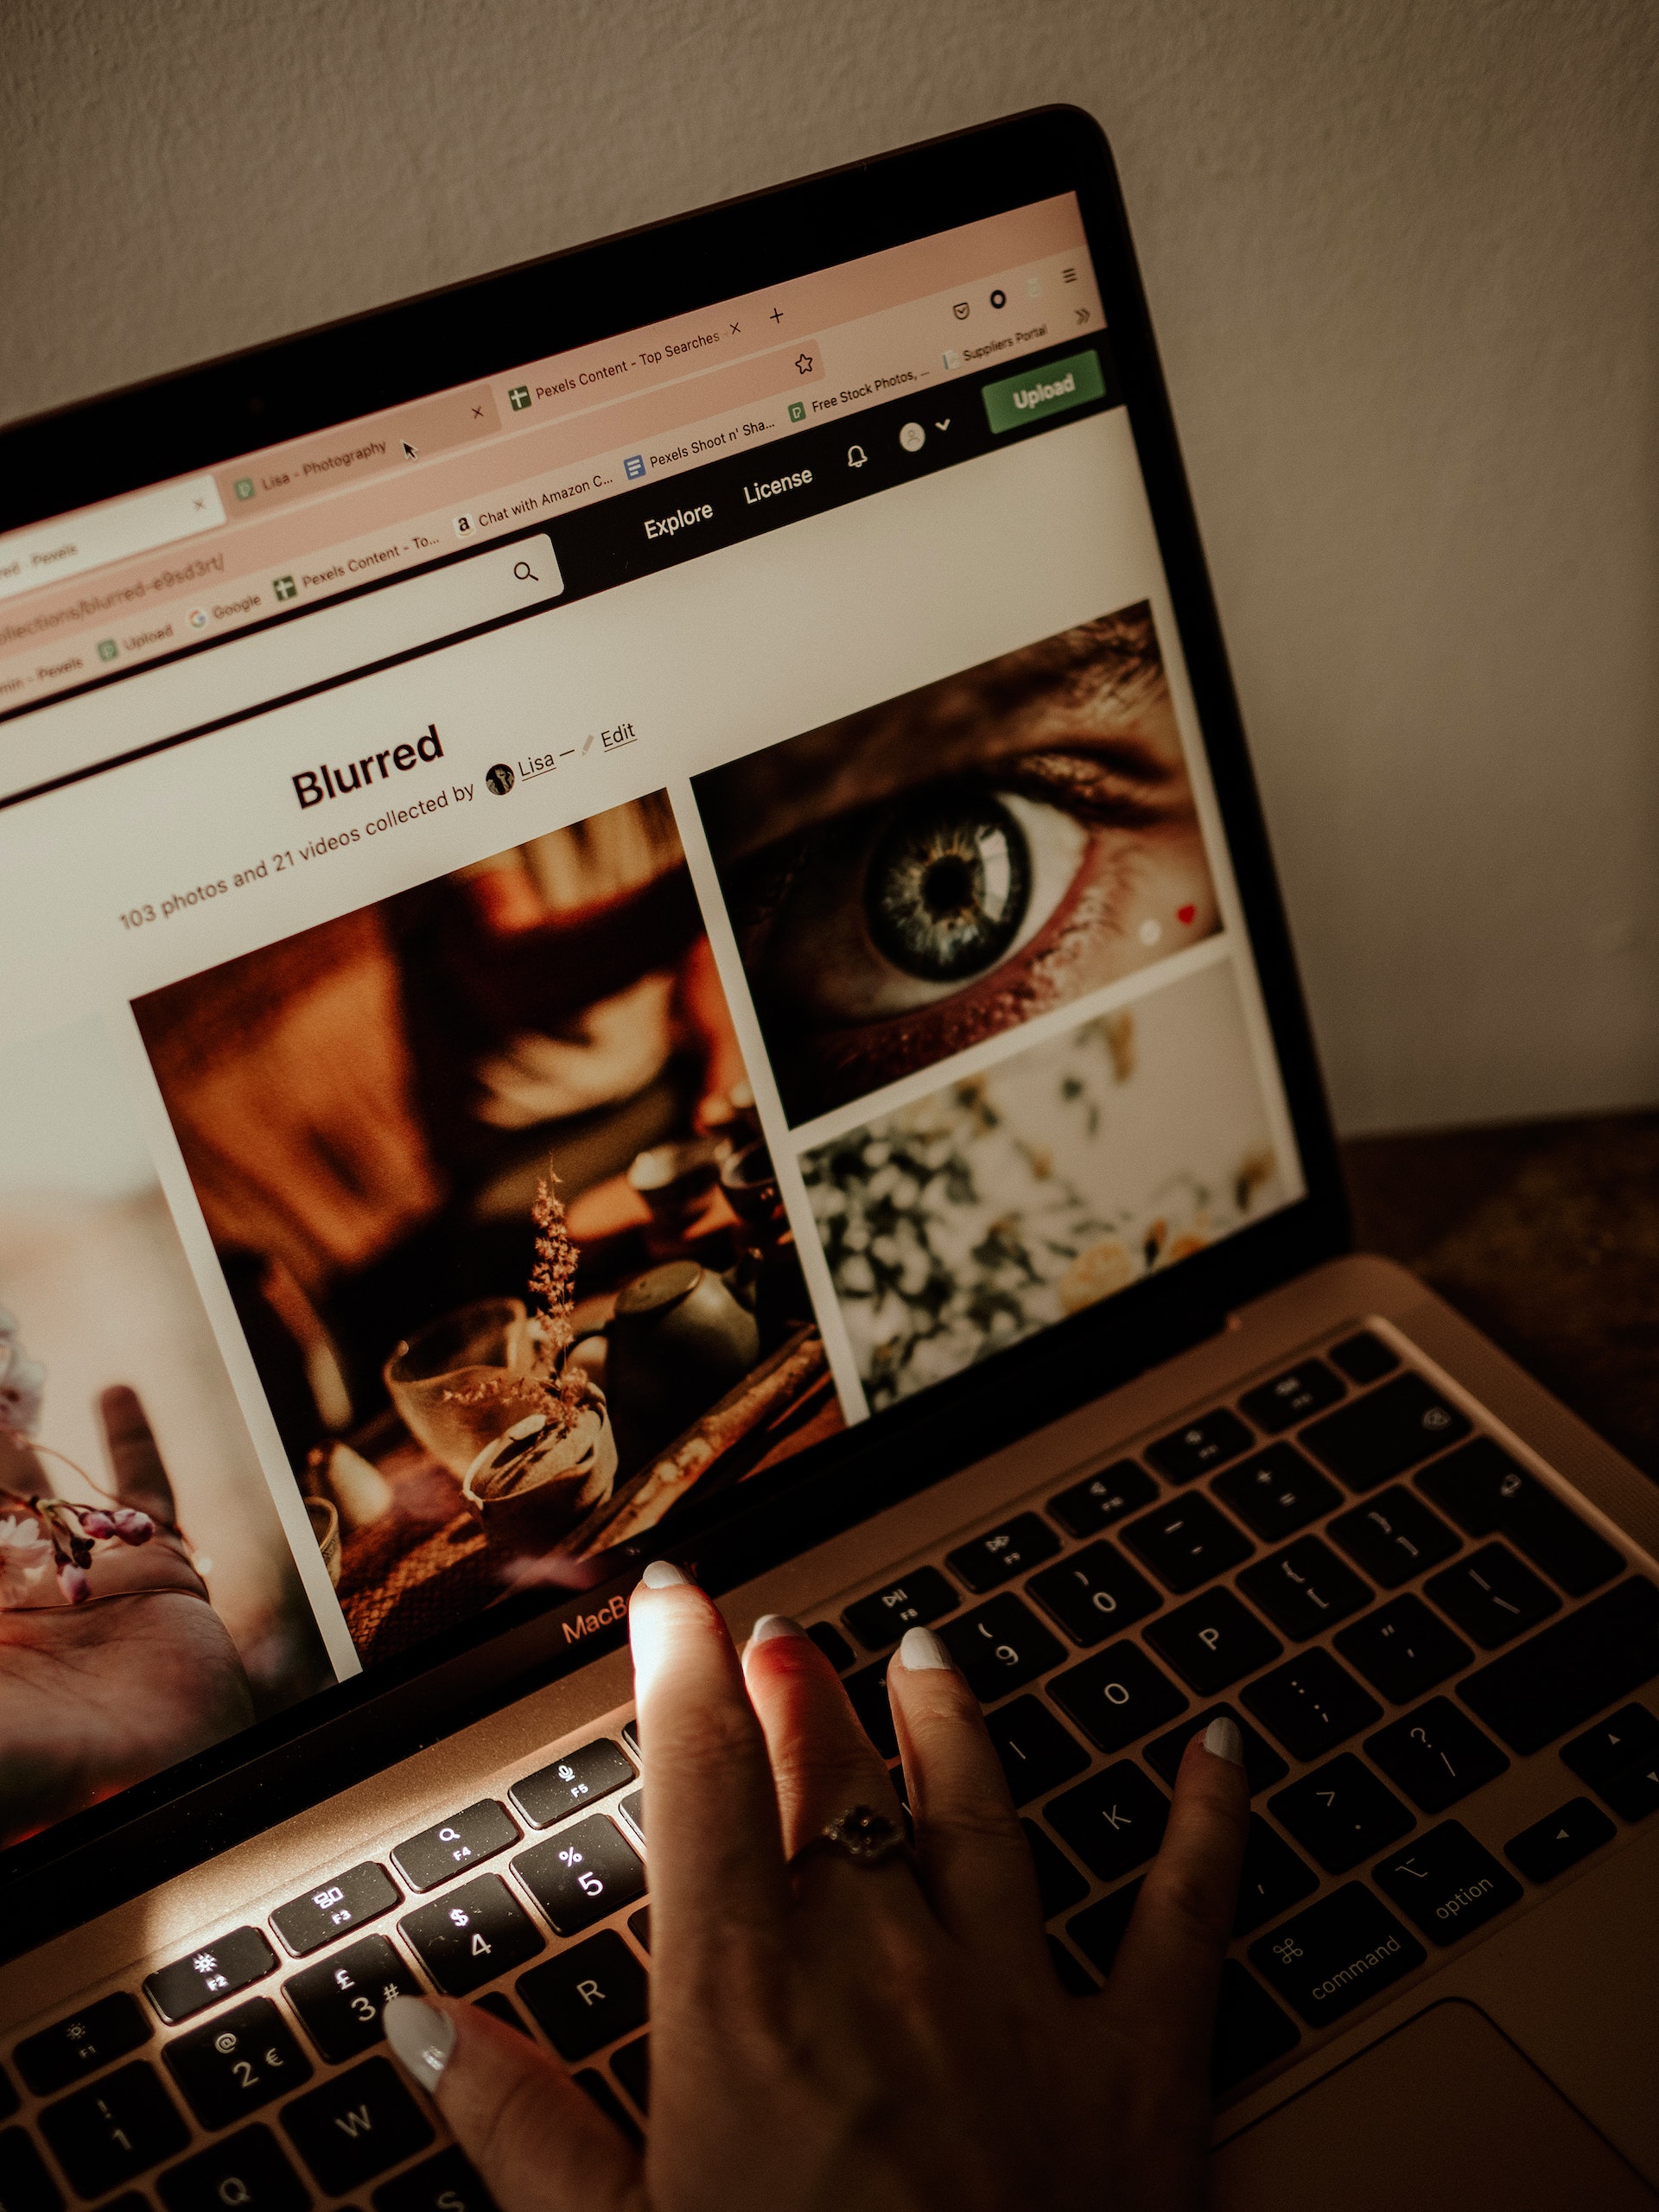 Pexels Content - Top Searches
Lisa - Photography
red · Pexels
ollections/blurred-e9sd3rt/
min - Pexels
Upload
Google
Pexels Content - To...
Chat with Amazon C...
Pexels Shoot n' Sha...
Free Stock Photos, ...
Suppliers Portal
Explore
License
Upload
Blurred
103 photos and 21 videos collected by Lisa — Edit
MacB
F1
F2
F3
F4
F5
F8
F9
F10
! 1
@ 2 €
£ 3 #
$ 4
% 5
( 9
) 0
_ -
+ =
Q
W
R
I
O
P
{ [
} ]
S
K
: ;
" '
| \
,
> .
? /
⌘ command
⌥ option